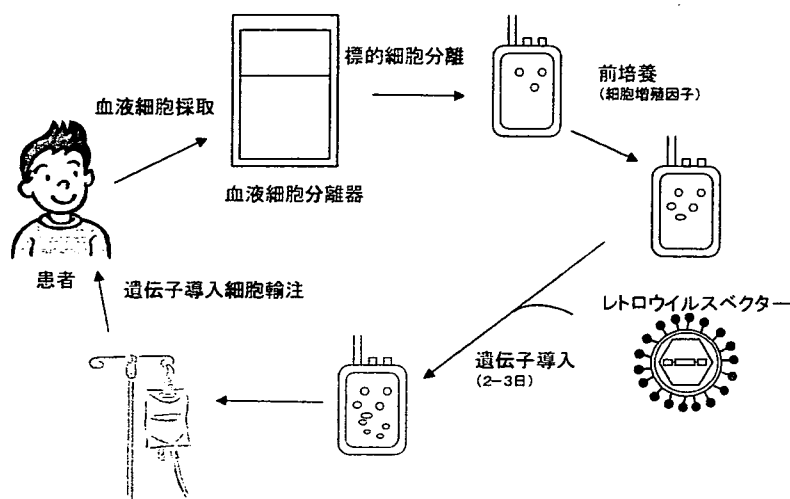 標的細胞分離
前培養
(細胞増殖因子)
血液細胞採取
血液細胞分離器
患者
遺伝子導入細胞輸注
レトロウイルスベクター
遺伝子導入
(2−3日)